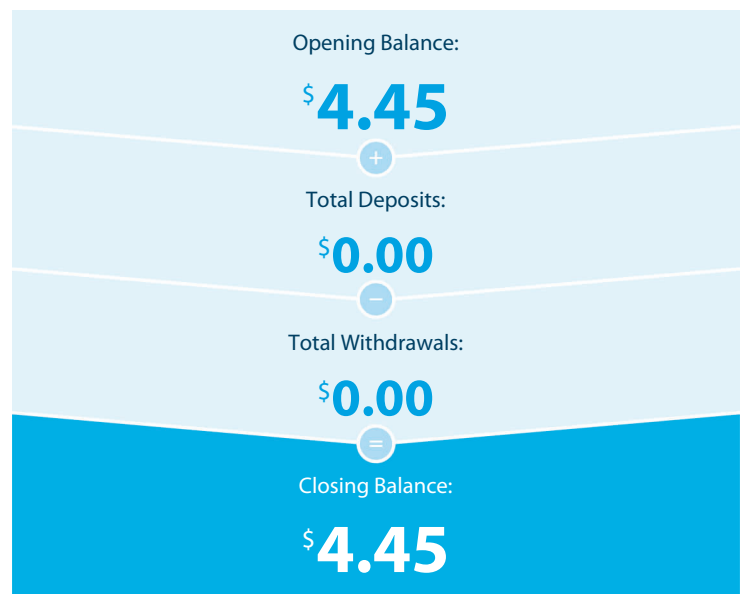 Opening Balance:
$4.45
+
Total Deposits:
$0.00
−
Total Withdrawals:
$0.00
=
Closing Balance:
$4.45